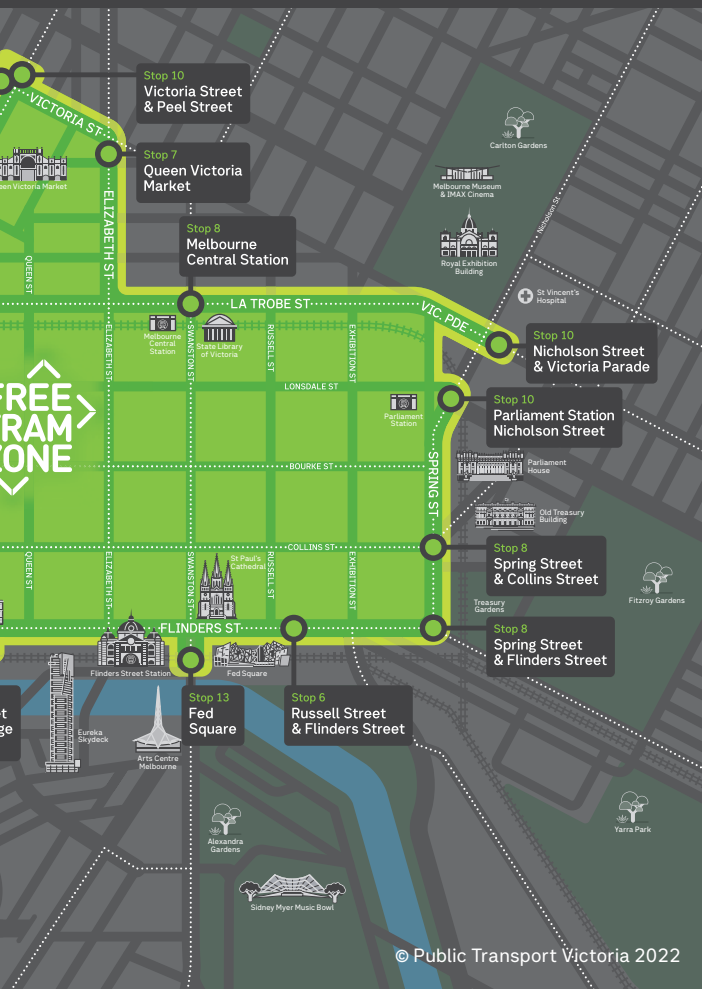 Stop 10
Victoria Street
& Peel Street
VICTORIA ST
Carlton Gardens
Stop 7
Queen Victoria
Market
een Victoria Market
Melbourne Museum
& IMAX Cinema
ELIZABETH ST
Nicholson St
Stop 8
Melbourne
Central Station
Royal Exhibition
Building
QUEEN ST
St Vincent's
Hospital
LA TROBE ST
VIC. PDE
Stop 10
Nicholson Street
& Victoria Parade
Melbourne
Central
Station
State Library
of Victoria
ELIZABETH ST
SWANSTON ST
RUSSELL ST
EXHIBITION ST
LONSDALE ST
FREE
TRAM
ZONE
Stop 10
Parliament Station
Nicholson Street
Parliament
Station
SPRING ST
BOURKE ST
Parliament
House
Old Treasury
Building
COLLINS ST
Stop 8
Spring Street
& Collins Street
QUEEN ST
ELIZABETH ST
SWANSTON ST
St Paul's
Cathedral
RUSSELL ST
EXHIBITION ST
Fitzroy Gardens
Treasury
Gardens
FLINDERS ST
Stop 8
Spring Street
& Flinders Street
Flinders Street Station
Fed Square
Stop 13
Fed
Square
Stop 6
Russell Street
& Flinders Street
et
ge
Eureka
Skydeck
Arts Centre
Melbourne
Yarra Park
Alexandra
Gardens
Sidney Myer Music Bowl
© Public Transport Victoria 2022